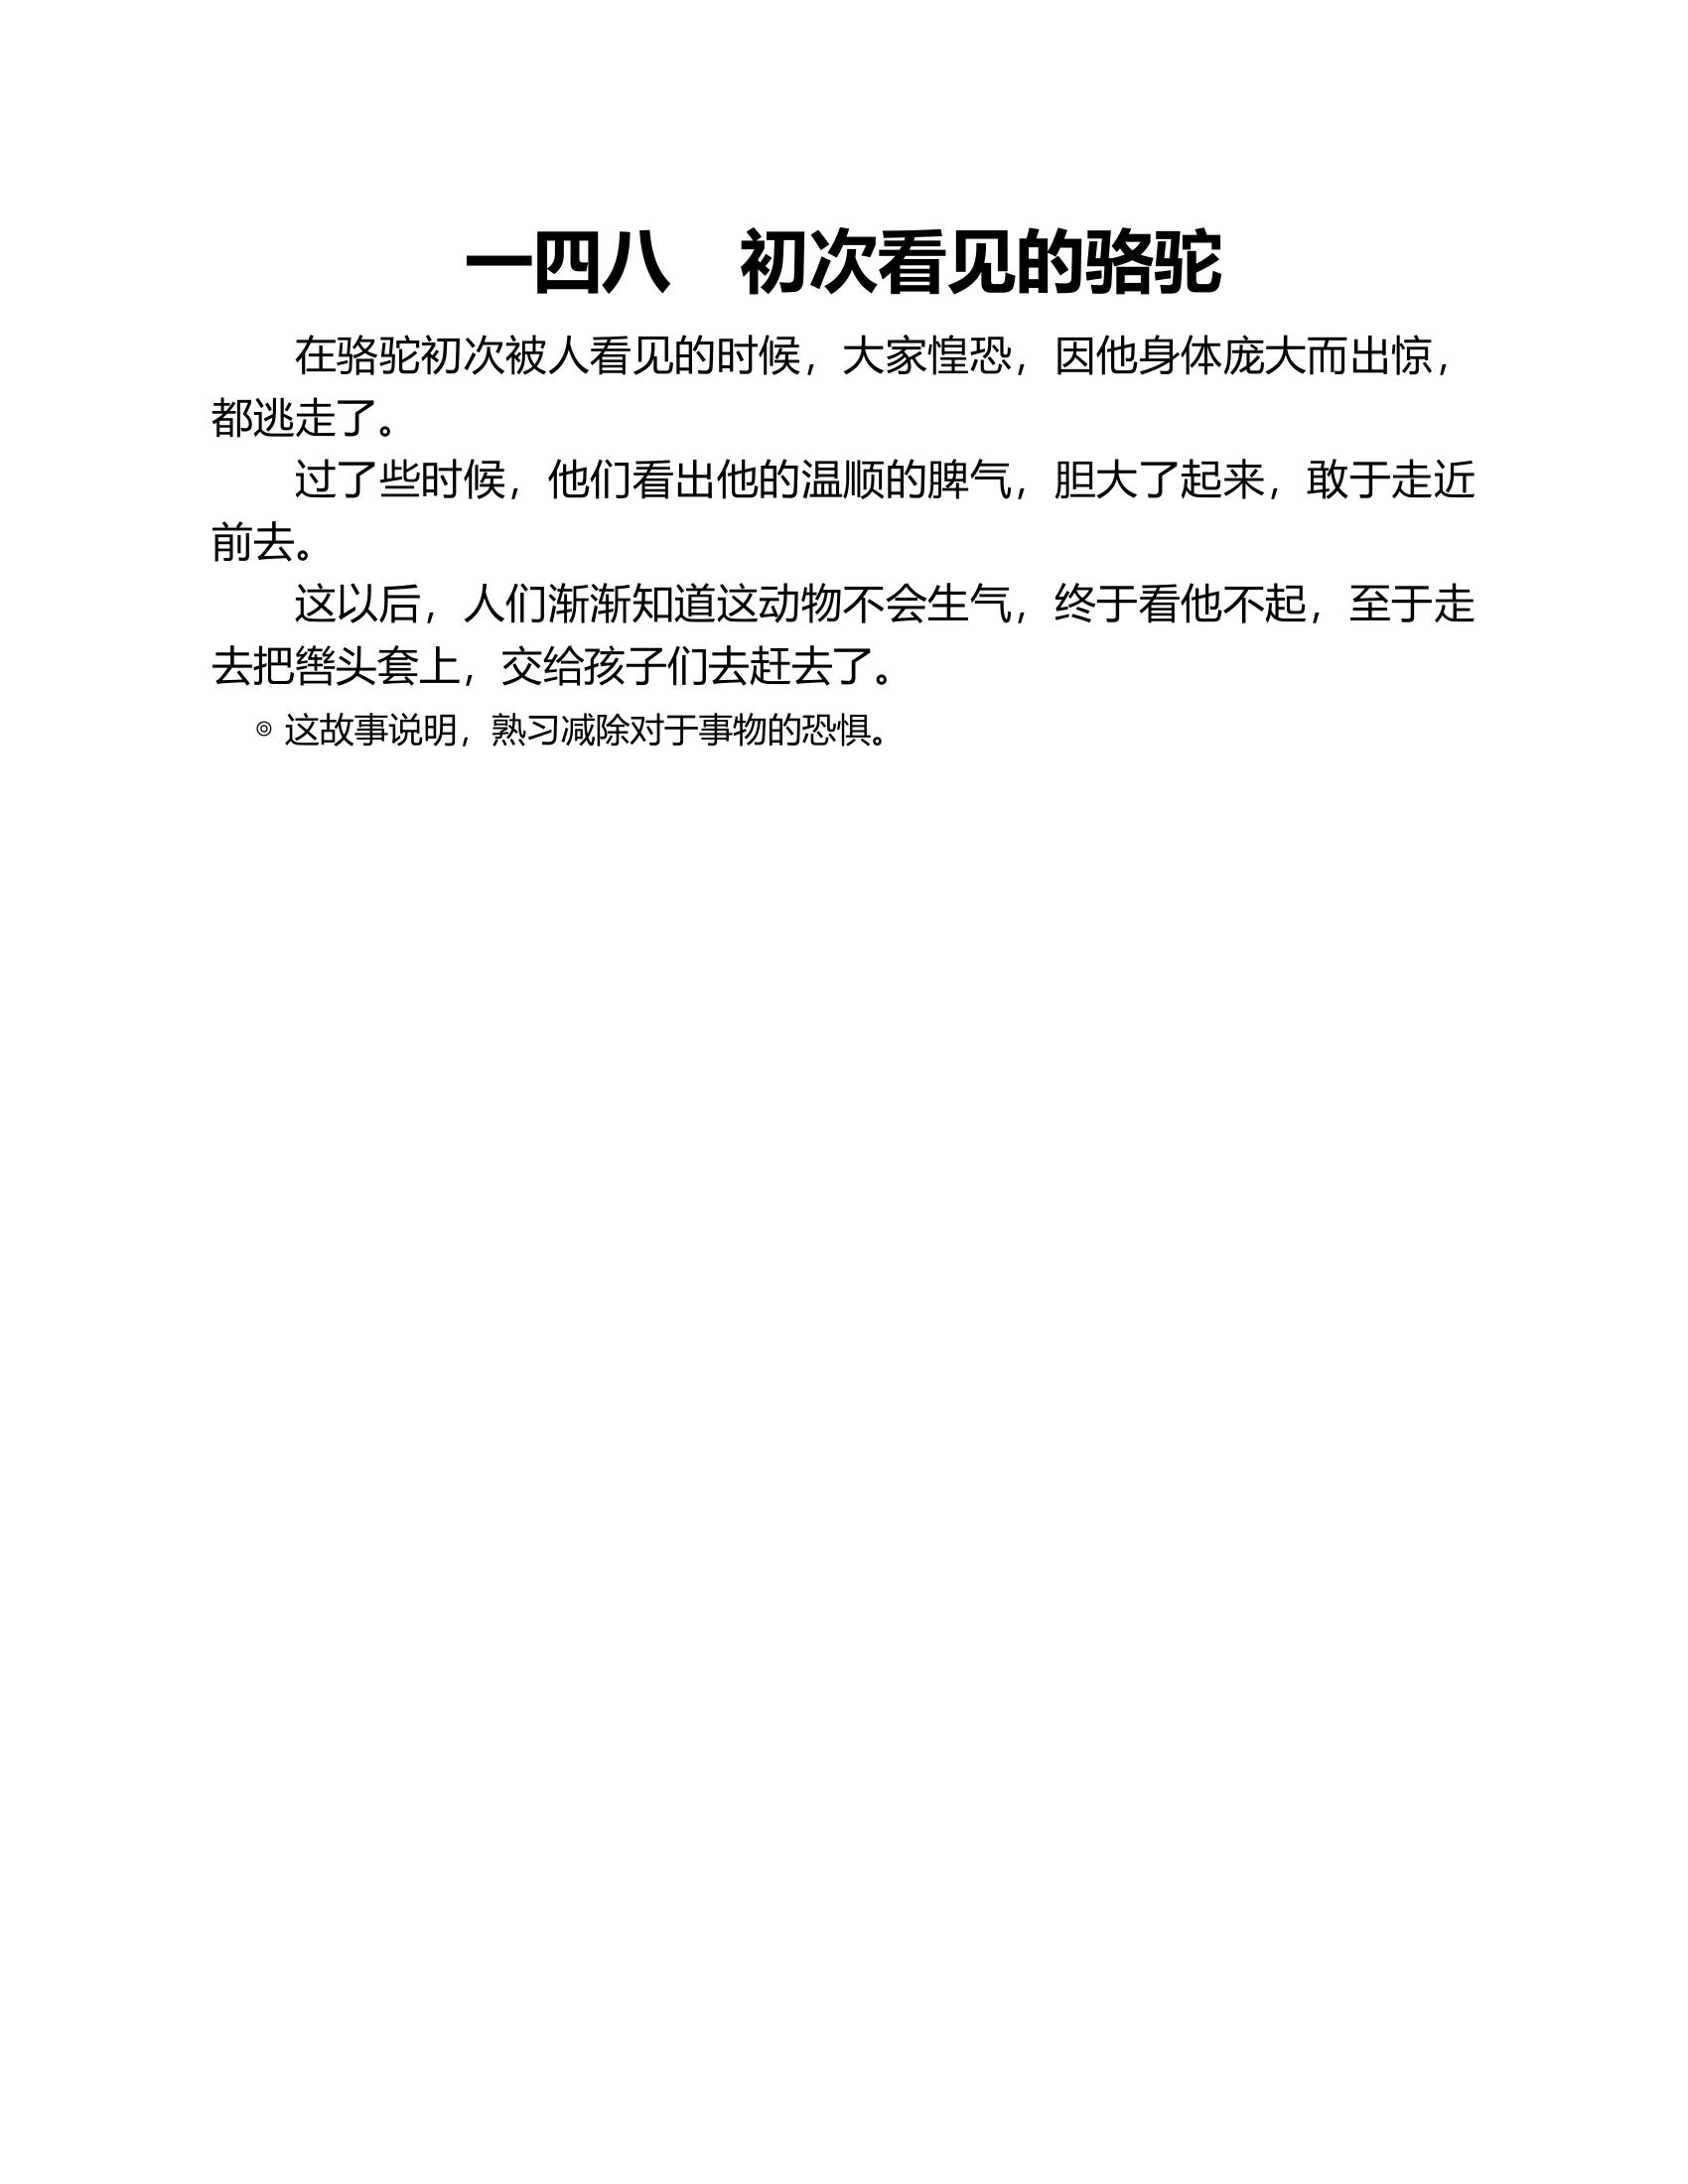 一四八　初次看见的骆驼
在骆驼初次被人看见的时候，大家惶恐，因他身体庞大而出惊，
都逃走了。
过了些时候，他们看出他的温顺的脾气，胆大了起来，敢于走近
前去。
这以后，人们渐渐知道这动物不会生气，终于看他不起，至于走
去把辔头套上，交给孩子们去赶去了。
◎ 这故事说明，熟习减除对于事物的恐惧。